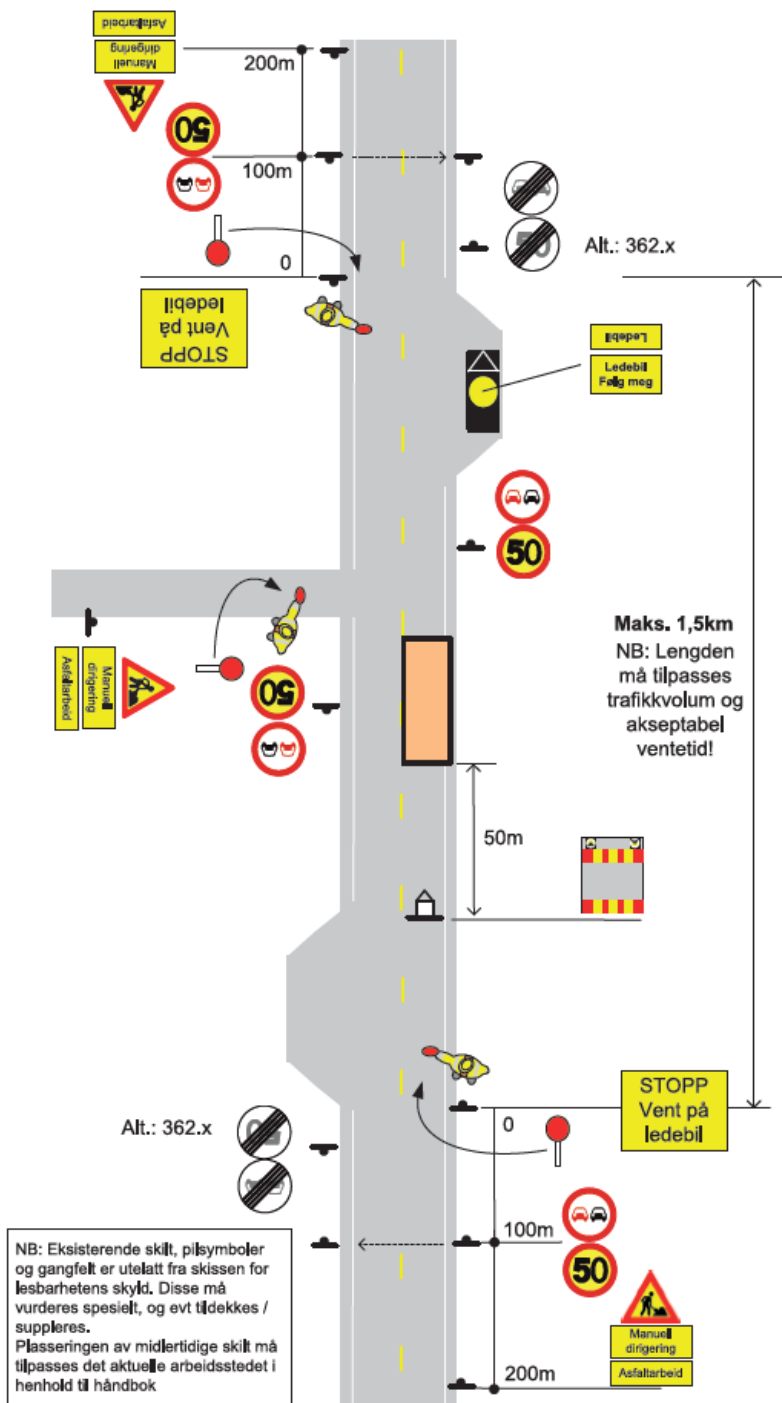 Asfaltarbeid
Manuell
dirigering
200m
50
100m
0
STOPP
Vent på
ledebil
50
Alt.: 362.x
Ledebil
Ledebil
Følg meg
50
Maks. 1,5km
NB: Lengden
må tilpasses
trafikkvolum og
akseptabel
ventetid!
Manuell
dirigering
Asfaltarbeid
50
50m
STOPP
Vent på
ledebil
0
Alt.: 362.x
50
100m
50
Manuell
dirigering
Asfaltarbeid
200m
NB: Eksisterende skilt, pilsymboler
og gangfelt er utelatt fra skissen for
lesbarhetens skyld. Disse må
vurderes spesielt, og evt tildekkes /
suppleres.
Plasseringen av midlertidige skilt må
tilpasses det aktuelle arbeidsstedet i
henhold til håndbok